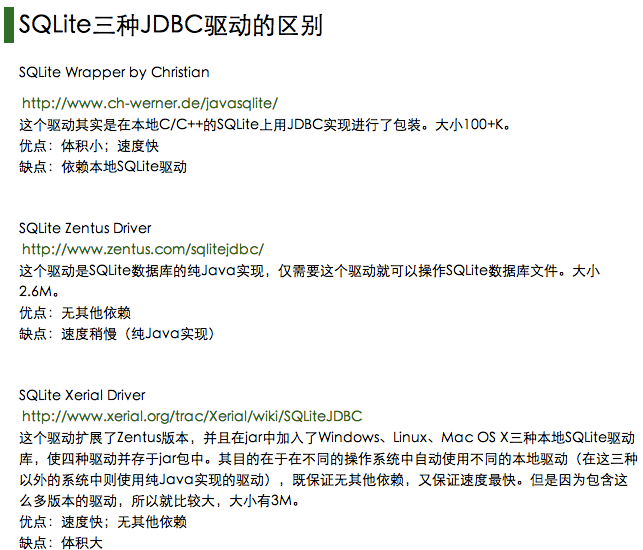 SQLite三种JDBC驱动的区别
SQLite Wrapper by Christian
http://www.ch-werner.de/javasqlite/
这个驱动其实是在本地C/C++的SQLite上用JDBC实现进行了包装。大小100+K。
优点：体积小；速度快
缺点：依赖本地SQLite驱动
SQLite Zentus Driver
http://www.zentus.com/sqlitejdbc/
这个驱动是SQLite数据库的纯Java实现，仅需要这个驱动就可以操作SQLite数据库文件。大小
2.6M。
优点：无其他依赖
缺点：速度稍慢（纯Java实现）
SQLite Xerial Driver
http://www.xerial.org/trac/Xerial/wiki/SQLiteJDBC
这个驱动扩展了Zentus版本，并且在jar中加入了Windows、Linux、Mac OS X三种本地SQLite驱动
库，使四种驱动并存于jar包中。其目的在于在不同的操作系统中自动使用不同的本地驱动（在这三种
以外的系统中则使用纯Java实现的驱动），既保证无其他依赖，又保证速度最快。但是因为包含这
么多版本的驱动，所以就比较大，大小有3M。
优点：速度快；无其他依赖
缺点：体积大